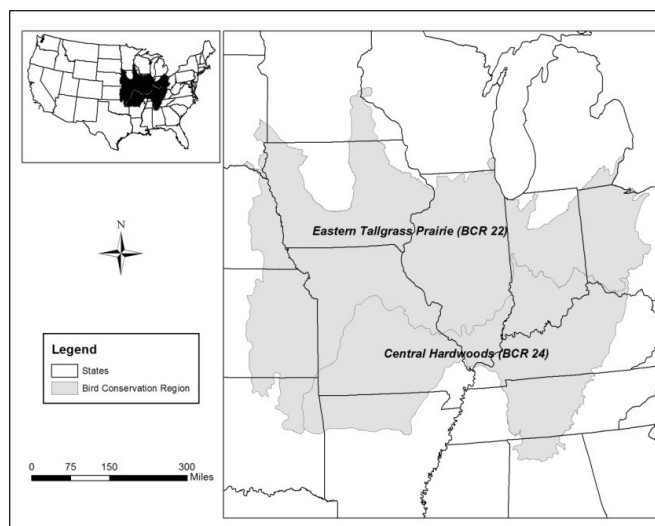 N
Eastern Tallgrass Prairie (BCR 22)
Central Hardwoods (BCR 24)
Legend
States
Bird Conservation Region
0 75 150 300
Miles